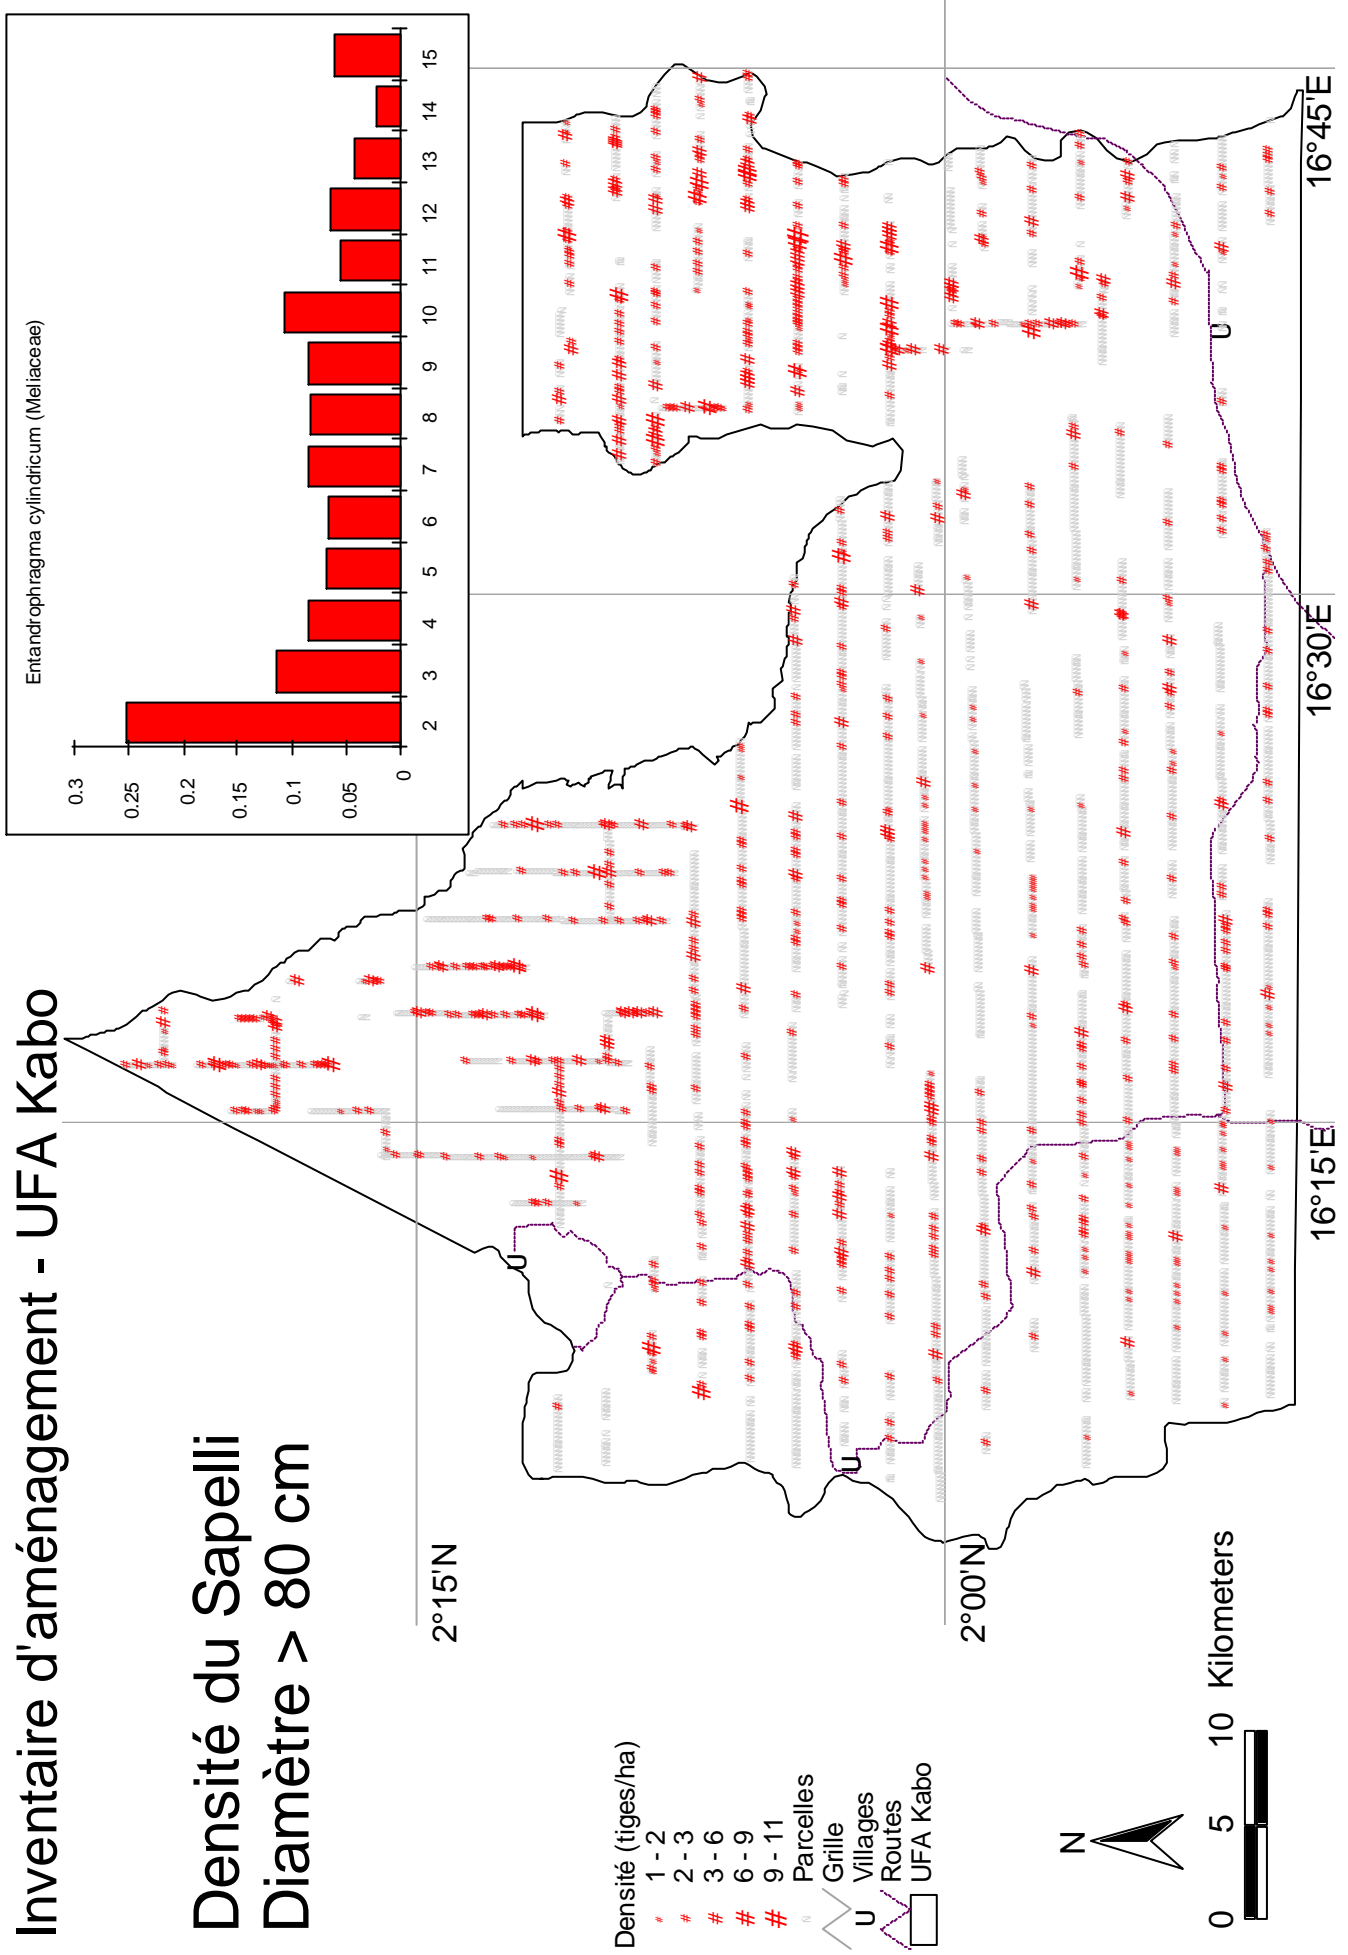 Inventaire d'aménagement - UFA Kabo
Densité du Sapelli
Diamètre > 80 cm
Entandrophragma cylindricum (Meliaceae)
0.3
0.25
0.2
0.15
0.1
0.05
0
2 3 4 5 6 7 8 9 10 11 12 13 14 15
2°15'N
2°00'N
16°15'E 16°30'E 16°45'E
U
U
U
Densité (tiges/ha)
1 - 2
2 - 3
3 - 6
6 - 9
9 - 11
Parcelles
Grille
U Villages
Routes
UFA Kabo
N
0 5 10 Kilometers